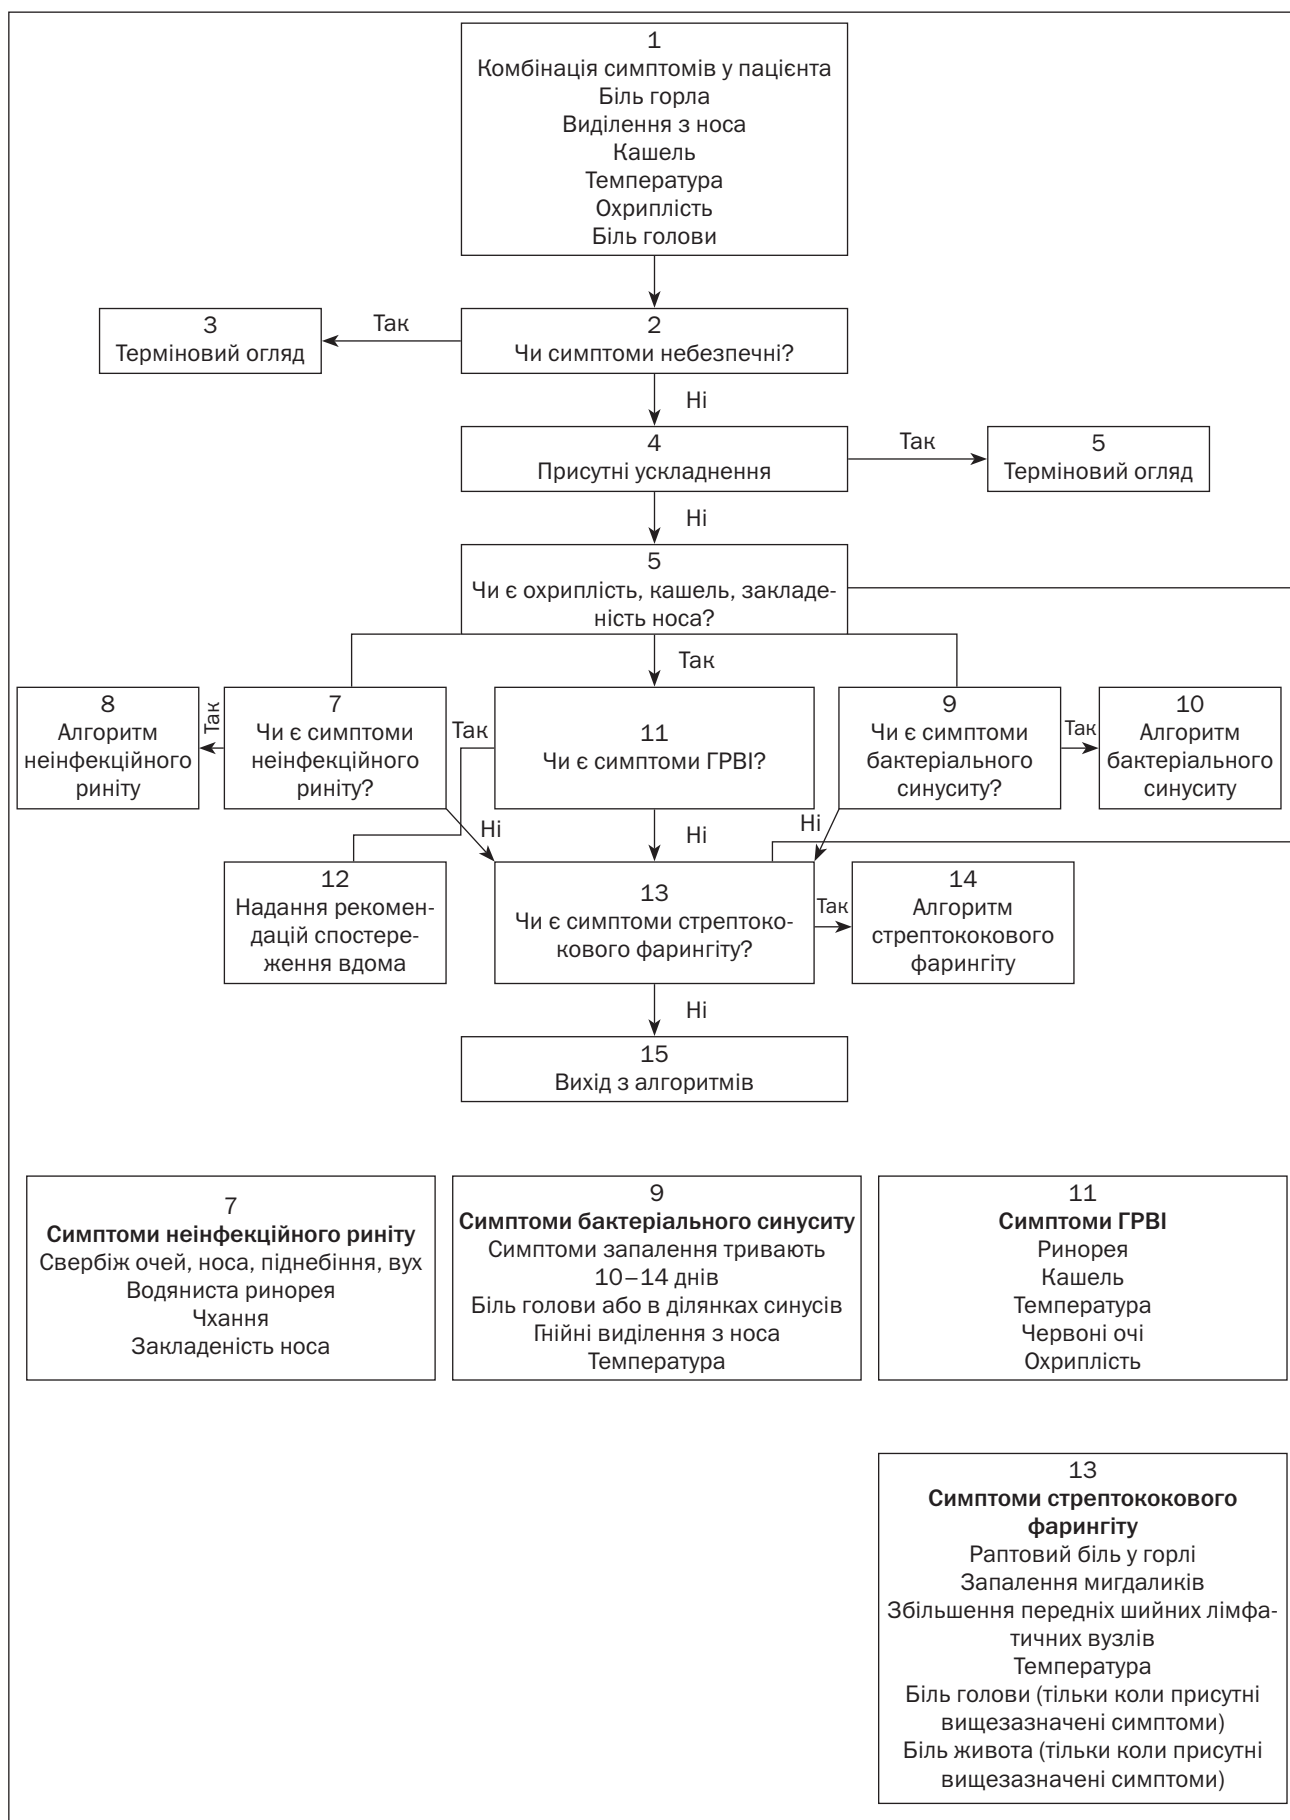 1
Комбінація симптомів у пацієнта
Біль горла
Виділення з носа
Кашель
Температура
Охриплість
Біль голови
3
Терміновий огляд
Так
2
Чи симптоми небезпечні?
Ні
4
Присутні ускладнення
Так
5
Терміновий огляд
Ні
5
Чи є охриплість, кашель, закладе-
ність носа?
Так
8
Алгоритм
неінфекційного
риніту
Так
7
Чи є симптоми
неінфекційного
риніту?
Так
11
Чи є симптоми ГРВІ?
9
Чи є симптоми
бактеріального
синуситу?
Так
10
Алгоритм
бактеріального
синуситу
Ні
Ні
Ні
12
Надання рекомен-
дацій спостере-
ження вдома
13
Чи є симптоми стрептоко-
кового фарингіту?
Так
14
Алгоритм
стрептококового
фарингіту
Ні
15
Вихід з алгоритмів
7
Симптоми неінфекційного риніту
Свербіж очей, носа, піднебіння, вух
Водяниста ринорея
Чхання
Закладеність носа
9
Симптоми бактеріального синуситу
Симптоми запалення тривають
10–14 днів
Біль голови або в ділянках синусів
Гнійні виділення з носа
Температура
11
Симптоми ГРВІ
Ринорея
Кашель
Температура
Червоні очі
Охриплість
13
Симптоми стрептококового
фарингіту
Раптовий біль у горлі
Запалення мигдаликів
Збільшення передніх шийних лімфа-
тичних вузлів
Температура
Біль голови (тільки коли присутні
вищезазначені симптоми)
Біль живота (тільки коли присутні
вищезазначені симптоми)